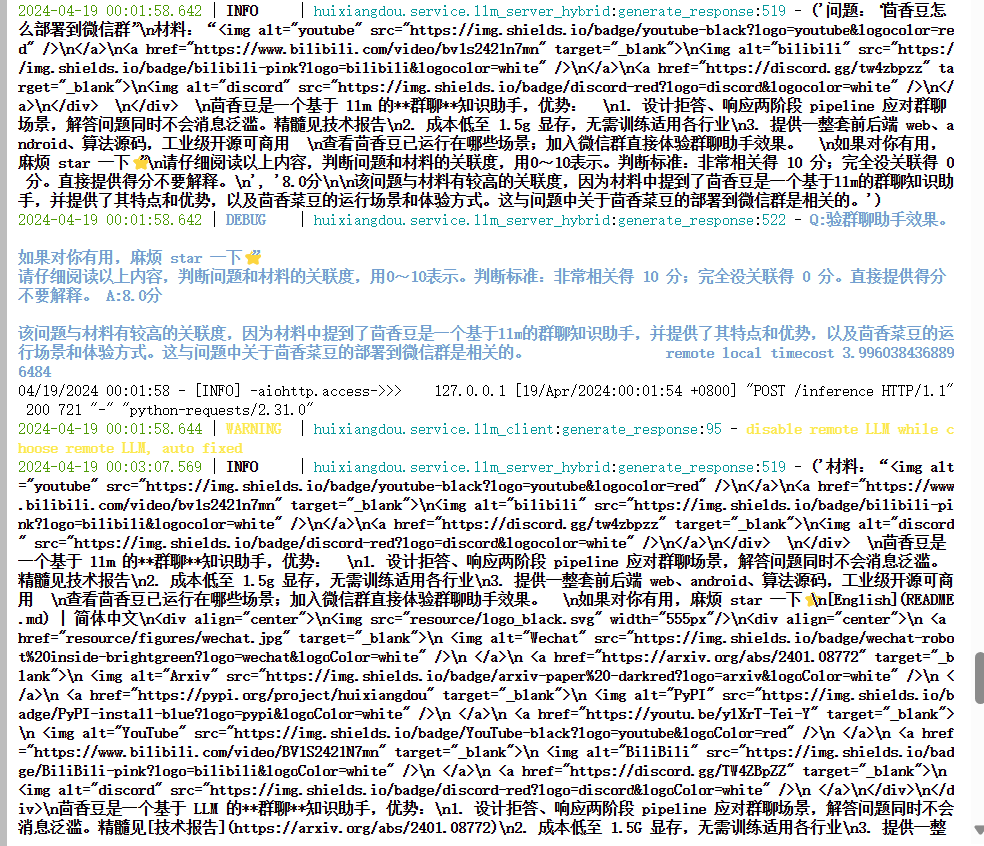 2024-04-19 00:01:58.642 | INFO     | huixiangdou.service.llm_server_hybrid:generate_response:519 - ('问题：“茴香豆怎
么部署到微信群”\n材料：“<img alt="youtube" src="https://img.shields.io/badge/youtube-black?logo=youtube&logocolor=re
d" />\n</a>\n<a href="https://www.bilibili.com/video/bv1s2421n7mn" target="_blank">\n<img alt="bilibili" src="https:/
/img.shields.io/badge/bilibili-pink?logo=bilibili&logocolor=white" />\n</a>\n<a href="https://discord.gg/tw4zbpzz" ta
rget="_blank">\n<img alt="discord" src="https://img.shields.io/badge/discord-red?logo=discord&logocolor=white" />\n</
a>\n</div>  \n</div>  \n茴香豆是一个基于 llm 的**群聊**知识助手，优势：  \n1. 设计拒答、响应两阶段 pipeline 应对群聊
场景，解答问题同时不会消息泛滥。精髓见技术报告\n2. 成本低至 1.5g 显存，无需训练适用各行业\n3. 提供一整套前后端 web、a
ndroid、算法源码，工业级开源可商用  \n查看茴香豆已运行在哪些场景；加入微信群直接体验群聊助手效果。  \n如果对你有用，
麻烦 star 一下⭐”\n请仔细阅读以上内容，判断问题和材料的关联度，用0～10表示。判断标准：非常相关得 10 分；完全没关联得 0
 分。直接提供得分不要解释。\n', '8.0分\n\n该问题与材料有较高的关联度，因为材料中提到了茴香豆是一个基于llm的群聊知识助
手，并提供了其特点和优势，以及茴香菜豆的运行场景和体验方式。这与问题中关于茴香菜豆的部署到微信群是相关的。')
2024-04-19 00:01:58.642 | DEBUG    | huixiangdou.service.llm_server_hybrid:generate_response:522 - Q:验群聊助手效果。
如果对你有用，麻烦 star 一下⭐”
请仔细阅读以上内容，判断问题和材料的关联度，用0～10表示。判断标准：非常相关得 10 分；完全没关联得 0 分。直接提供得分
不要解释。 A:8.0分
该问题与材料有较高的关联度，因为材料中提到了茴香豆是一个基于llm的群聊知识助手，并提供了其特点和优势，以及茴香菜豆的运
行场景和体验方式。这与问题中关于茴香菜豆的部署到微信群是相关的。                 remote local timecost 3.996038436889
6484
04/19/2024 00:01:58 - [INFO] -aiohttp.access->>>    127.0.0.1 [19/Apr/2024:00:01:54 +0800] "POST /inference HTTP/1.1"
 200 721 "-" "python-requests/2.31.0"
2024-04-19 00:01:58.644 | WARNING  | huixiangdou.service.llm_client:generate_response:95 - disable remote LLM while c
hoose remote LLM, auto fixed
2024-04-19 00:03:07.569 | INFO     | huixiangdou.service.llm_server_hybrid:generate_response:519 - ('材料：“<img alt
="youtube" src="https://img.shields.io/badge/youtube-black?logo=youtube&logocolor=red" />\n</a>\n<a href="https://www
.bilibili.com/video/bv1s2421n7mn" target="_blank">\n<img alt="bilibili" src="https://img.shields.io/badge/bilibili-pi
nk?logo=bilibili&logocolor=white" />\n</a>\n<a href="https://discord.gg/tw4zbpzz" target="_blank">\n<img alt="discord
" src="https://img.shields.io/badge/discord-red?logo=discord&logocolor=white" />\n</a>\n</div>  \n</div>  \n茴香豆是
一个基于 llm 的**群聊**知识助手，优势：  \n1. 设计拒答、响应两阶段 pipeline 应对群聊场景，解答问题同时不会消息泛滥。
精髓见技术报告\n2. 成本低至 1.5g 显存，无需训练适用各行业\n3. 提供一整套前后端 web、android、算法源码，工业级开源可商
用  \n查看茴香豆已运行在哪些场景；加入微信群直接体验群聊助手效果。  \n如果对你有用，麻烦 star 一下⭐\n[English](README
.md) | 简体中文\n<div align="center">\n<img src="resource/logo_black.svg" width="555px"/>\n<div align="center">\n <a
href="resource/figures/wechat.jpg" target="_blank">\n <img alt="Wechat" src="https://img.shields.io/badge/wechat-robo
t%20inside-brightgreen?logo=wechat&logoColor=white" />\n </a>\n <a href="https://arxiv.org/abs/2401.08772" target="_b
lank">\n <img alt="Arxiv" src="https://img.shields.io/badge/arxiv-paper%20-darkred?logo=arxiv&logoColor=white" />\n <
/a>\n <a href="https://pypi.org/project/huixiangdou" target="_blank">\n <img alt="PyPI" src="https://img.shields.io/b
adge/PyPI-install-blue?logo=pypi&logoColor=white" />\n </a>\n <a href="https://youtu.be/ylXrT-Tei-Y" target="_blank">
\n <img alt="YouTube" src="https://img.shields.io/badge/YouTube-black?logo=youtube&logoColor=red" />\n </a>\n <a href
="https://www.bilibili.com/video/BV1S2421N7mn" target="_blank">\n <img alt="BiliBili" src="https://img.shields.io/bad
ge/BiliBili-pink?logo=bilibili&logoColor=white" />\n </a>\n <a href="https://discord.gg/TW4ZBpZZ" target="_blank">\n
<img alt="discord" src="https://img.shields.io/badge/discord-red?logo=discord&logoColor=white" />\n </a>\n</div>\n</d
iv>\n茴香豆是一个基于 LLM 的**群聊**知识助手，优势：\n1. 设计拒答、响应两阶段 pipeline 应对群聊场景，解答问题同时不会
消息泛滥。精髓见[技术报告](https://arxiv.org/abs/2401.08772)\n2. 成本低至 1.5G 显存，无需训练适用各行业\n3. 提供一整